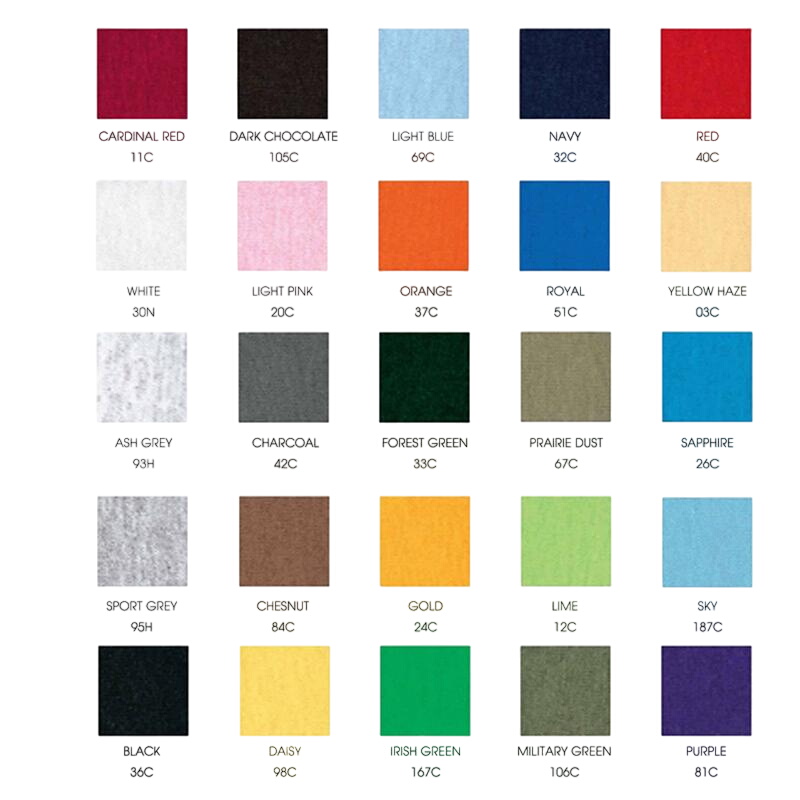 CARDINAL RED
11C
DARK CHOCOLATE
105C
LIGHT BLUE
69C
NAVY
32C
RED
40C
WHITE
30N
LIGHT PINK
20C
ORANGE
37C
ROYAL
51C
YELLOW HAZE
03C
ASH GREY
93H
CHARCOAL
42C
FOREST GREEN
33C
PRAIRIE DUST
67C
SAPPHIRE
26C
SPORT GREY
95H
CHESNUT
84C
GOLD
24C
LIME
12C
SKY
187C
BLACK
36C
DAISY
98C
IRISH GREEN
167C
MILITARY GREEN
106C
PURPLE
81C